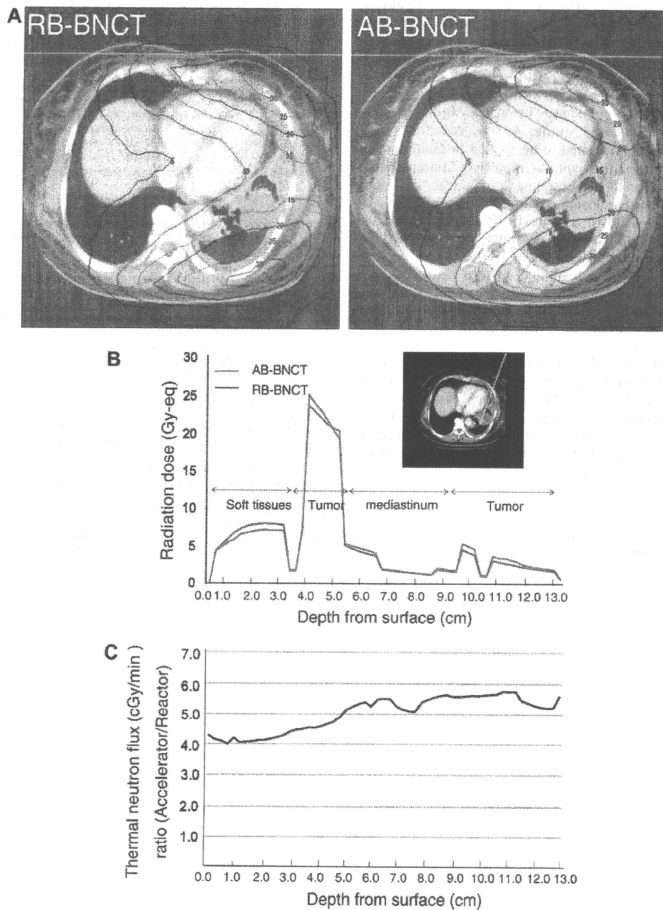 A
RB-BNCT
AB-BNCT
B
Radiation dose (Gy-eq)
30
25
20
15
10
5
0
AB-BNCT
RB-BNCT
Soft tissues
Tumor
mediastinum
Tumor
0.0 1.0 2.0 3.0 4.0 5.0 6.0 7.0 8.0 9.0 10.0 11.0 12.0 13.0
Depth from surface (cm)
C
Thermal neutron flux (cGy/min )
ratio (Accelerator/Reactor)
7.0
6.0
5.0
4.0
3.0
2.0
1.0
0.0 1.0 2.0 3.0 4.0 5.0 6.0 7.0 8.0 9.0 10.0 11.0 12.0 13.0
Depth from surface (cm)